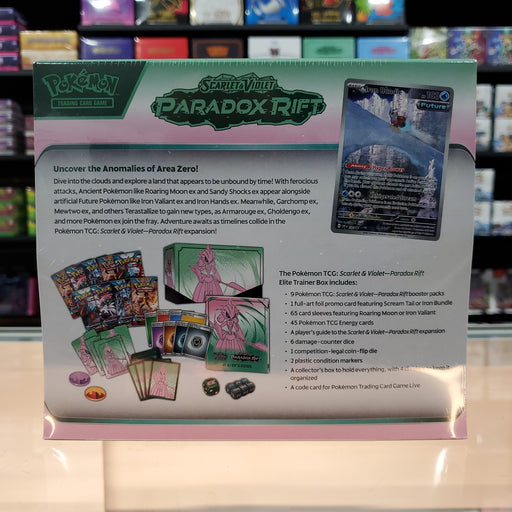 Pokémon
TRADING CARD GAME
SCARLET & VIOLET
PARADOX RIFT
Iron Bundle
Future
Uncover the Anomalies of Area Zero!
Dive into the clouds and explore a land that appears to be unbound by time! With ferocious
attacks, Ancient Pokémon like Roaring Moon ex and Sandy Shocks ex appear alongside
artificial Future Pokémon like Iron Valiant ex and Iron Hands ex. Meanwhile, Garchomp ex,
Mewtwo ex, and others Terastallize to gain new types, as Armarouge ex, Gholdengo ex,
and more Pokémon ex join the fray. Adventure awaits as timelines collide in the
Pokémon TCG: Scarlet & Violet—Paradox Rift expansion!
The Pokémon TCG: Scarlet & Violet—Paradox Rift
Elite Trainer Box includes:
• 9 Pokémon TCG: Scarlet & Violet—Paradox Rift booster packs
• 1 full-art foil promo card featuring Scream Tail or Iron Bundle
• 65 card sleeves featuring Roaring Moon or Iron Valiant
• 45 Pokémon TCG Energy cards
• A player's guide to the Scarlet & Violet—Paradox Rift expansion
• 6 damage-counter dice
• 1 competition-legal coin-flip die
• 2 plastic condition markers
• A collector's box to hold everything, with 4 d
organized
• A code card for Pokémon Trading Card Game Live
PARADOX RIFT